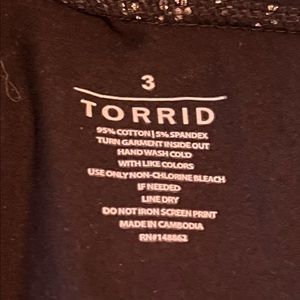 3
TORRID
95% COTTON | 5% SPANDEX
TURN GARMENT INSIDE OUT
HAND WASH COLD
WITH LIKE COLORS
USE ONLY NON-CHLORINE BLEACH
IF NEEDED
LINE DRY
DO NOT IRON SCREEN PRINT
MADE IN CAMBODIA
RN#148862